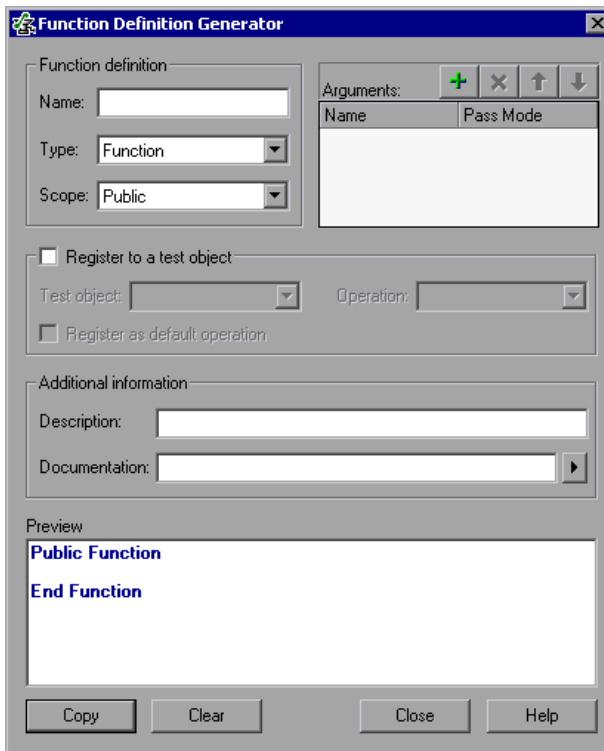 Function Definition Generator
Function definition
Name:
Type: Function
Scope: Public
Arguments:
Name Pass Mode
Register to a test object
Test object: Operation:
Register as default operation
Additional information
Description:
Documentation:
Preview
Public Function
End Function
Copy Clear Close Help